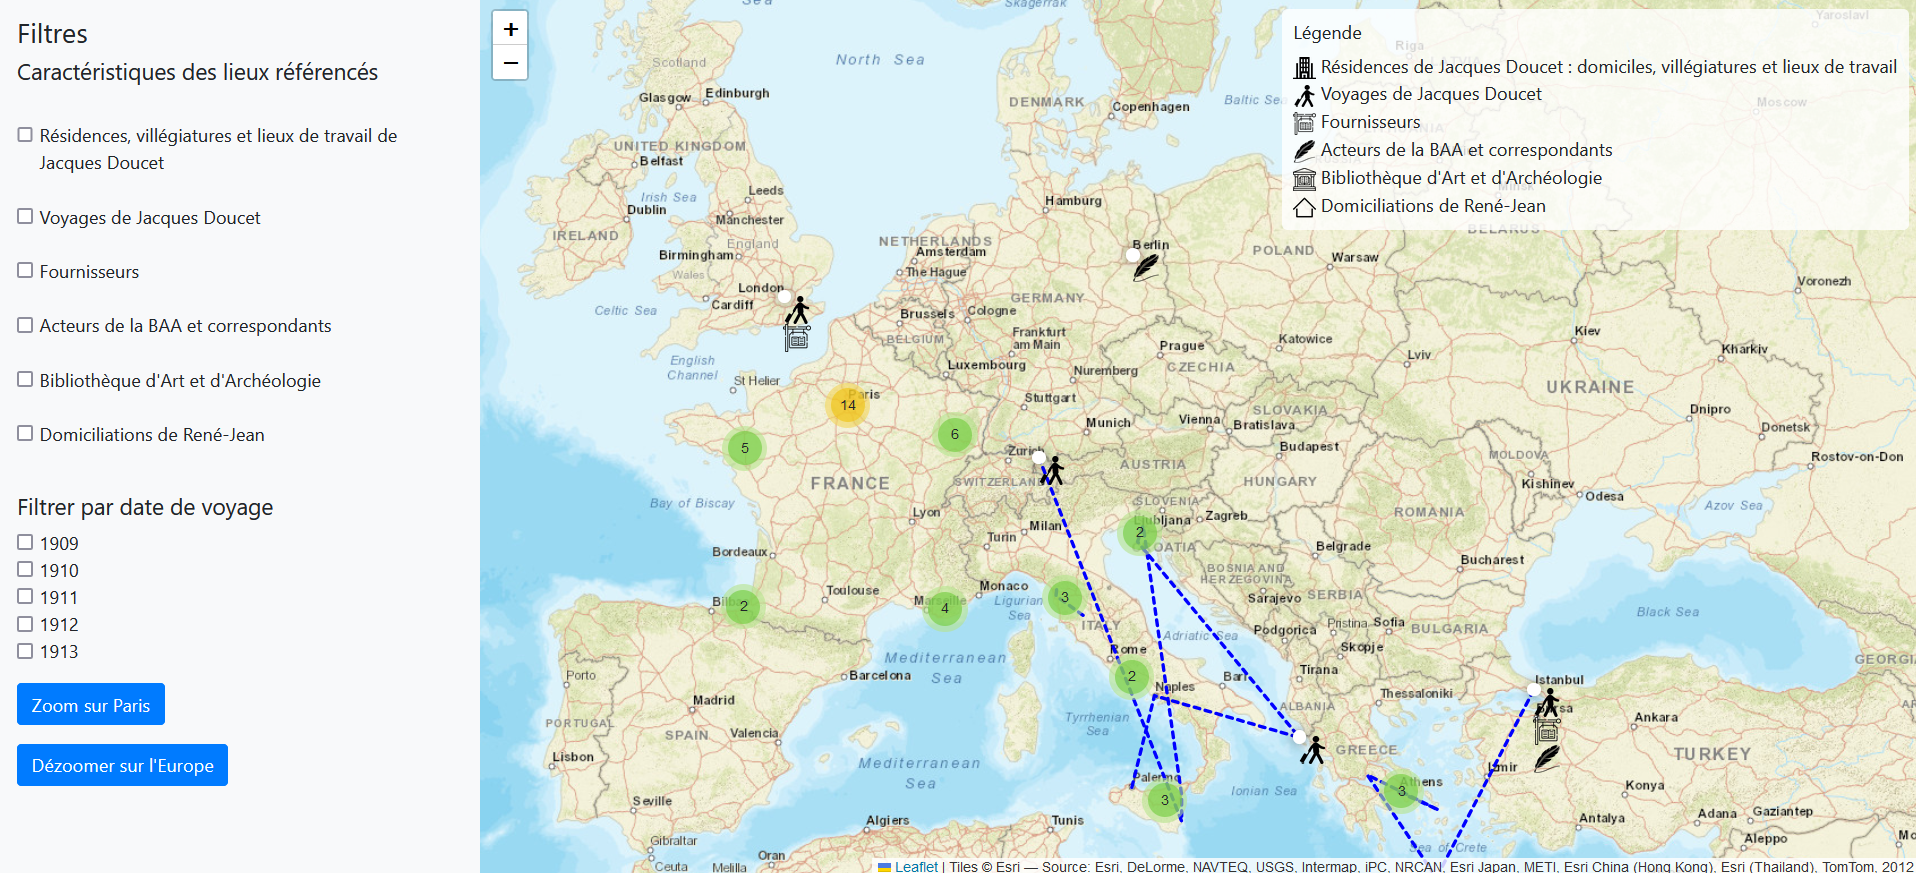 Filtres
Caractéristiques des lieux référencés
Résidences, villégiatures et lieux de travail de
Jacques Doucet
Voyages de Jacques Doucet
Fournisseurs
Acteurs de la BAA et correspondants
Bibliothèque d'Art et d'Archéologie
Domiciliations de René-Jean
Filtrer par date de voyage
1909
1910
1911
1912
1913
Zoom sur Paris
Dézoomer sur l'Europe
+
−
Légende
Résidences de Jacques Doucet : domiciles, villégiatures et lieux de travail
Voyages de Jacques Doucet
Fournisseurs
Acteurs de la BAA et correspondants
Bibliothèque d'Art et d'Archéologie
Domiciliations de René-Jean
Skagerrak
Yaroslavl
Riga
North Sea
Scotland
Edinburgh
Glasgow
DENMARK
Copenhagen
Baltic Sea
Moscow
UNITED KINGDOM
Belfast
Leeds
Irish Sea
Dublin
Manchester
Hamburg
Minsk
IRELAND
England
NETHERLANDS
Amsterdam
Berlin
POLAND
BELARUS
Birmingham
Warsaw
Wales
The Hague
Voronezh
London
GERMANY
Cardiff
Celtic Sea
Brussels
Cologne
Kiev
BELGIUM
Frankfurt
am Main
Katowice
Prague
Lviv
Kharkiv
English
Channel
Luxembourg
CZECHIA
Nuremberg
St Helier
UKRAINE
Paris
14
Stuttgart
SLOVAKIA
Dnipro
Munich
Vienna
Bratislava
Donetsk
6
5
Budapest
Zurich
MOLDOVA
Rostov-on-Don
AUSTRIA
FRANCE
SWITZERLAND
HUNGARY
Kishinev
Odesa
Bay of Biscay
SLOVENIA
Azov Sea
Lyon
Ljubljana
Zagreb
ROMANIA
Milan
2
Turin
CROATIA
Belgrade
Bordeaux
Bucharest
BOSNIA AND
HERZEGOVINA
Monaco
Toulouse
SERBIA
Sarajevo
Bilbao
2
Marseille
4
Ligurian
Sea
3
Black Sea
ITALY
Podgorica
Pristina
Sofia
BULGARIA
Adriatic Sea
Skopje
Rome
Mediterranean
Sea
GEORGIA
Tirana
Porto
Barcelona
2
Bari
Istanbul
Naples
Thessaloniki
Madrid
Bursa
ALBANIA
Ankara
PORTUGAL
Tyrrhenian
Sea
SPAIN
Valencia
GREECE
TURKEY
Lisbon
Mediterranean
Sea
Izmir
Palermo
Athens
3
3
Konya
Ionian Sea
Seville
Adana
Gaziantep
Algiers
Tunis
Antalya
Gibraltar
Aleppo
Sea of Crete
Oran
Ceuta
Melilla
Leaflet | Tiles © Esri — Source: Esri, DeLorme, NAVTEQ, USGS, Intermap, iPC, NRCAN, Esri Japan, METI, Esri China (Hong Kong), Esri (Thailand), TomTom, 2012